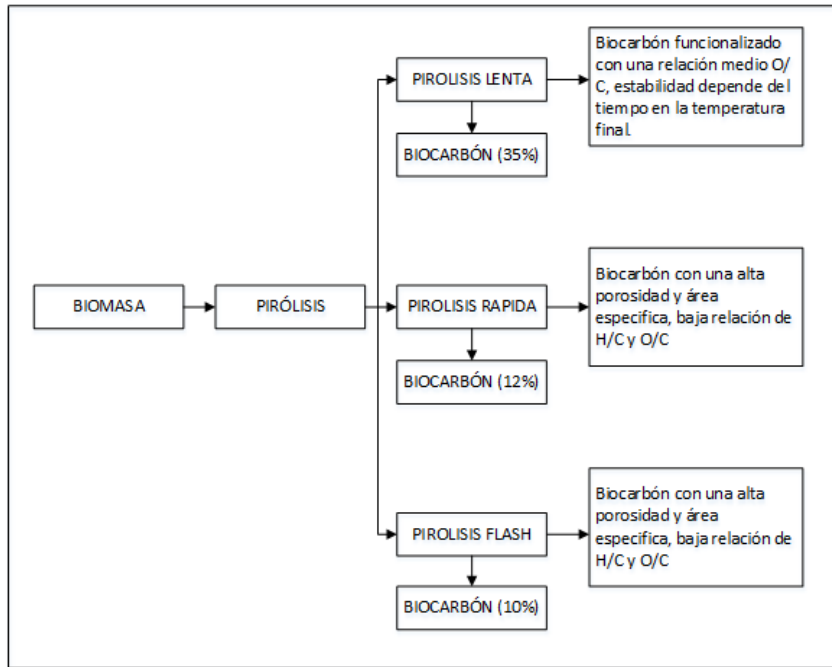 BIOMASA
PIRÓLISIS
PIROLISIS LENTA
BIOCARBÓN (35%)
Biocarbón funcionalizado
con una relación medio O/
C, estabilidad depende del
tiempo en la temperatura
final.
PIROLISIS RAPIDA
BIOCARBÓN (12%)
Biocarbón con una alta
porosidad y área
especifica, baja relación de
H/C y O/C
PIROLISIS FLASH
BIOCARBÓN (10%)
Biocarbón con una alta
porosidad y área
especifica, baja relación de
H/C y O/C